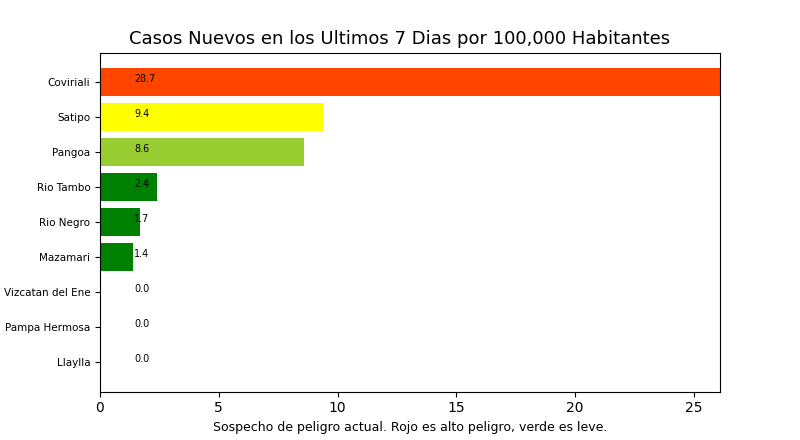 Casos Nuevos en los Ultimos 7 Dias por 100,000 Habitantes
Coviriali 28.7
Satipo 9.4
Pangoa 8.6
Rio Tambo 2.4
Rio Negro 1.7
Mazamari 1.4
Vizcatan del Ene 0.0
Pampa Hermosa 0.0
Llaylla 0.0
0 5 10 15 20 25
Sospecho de peligro actual. Rojo es alto peligro, verde es leve.